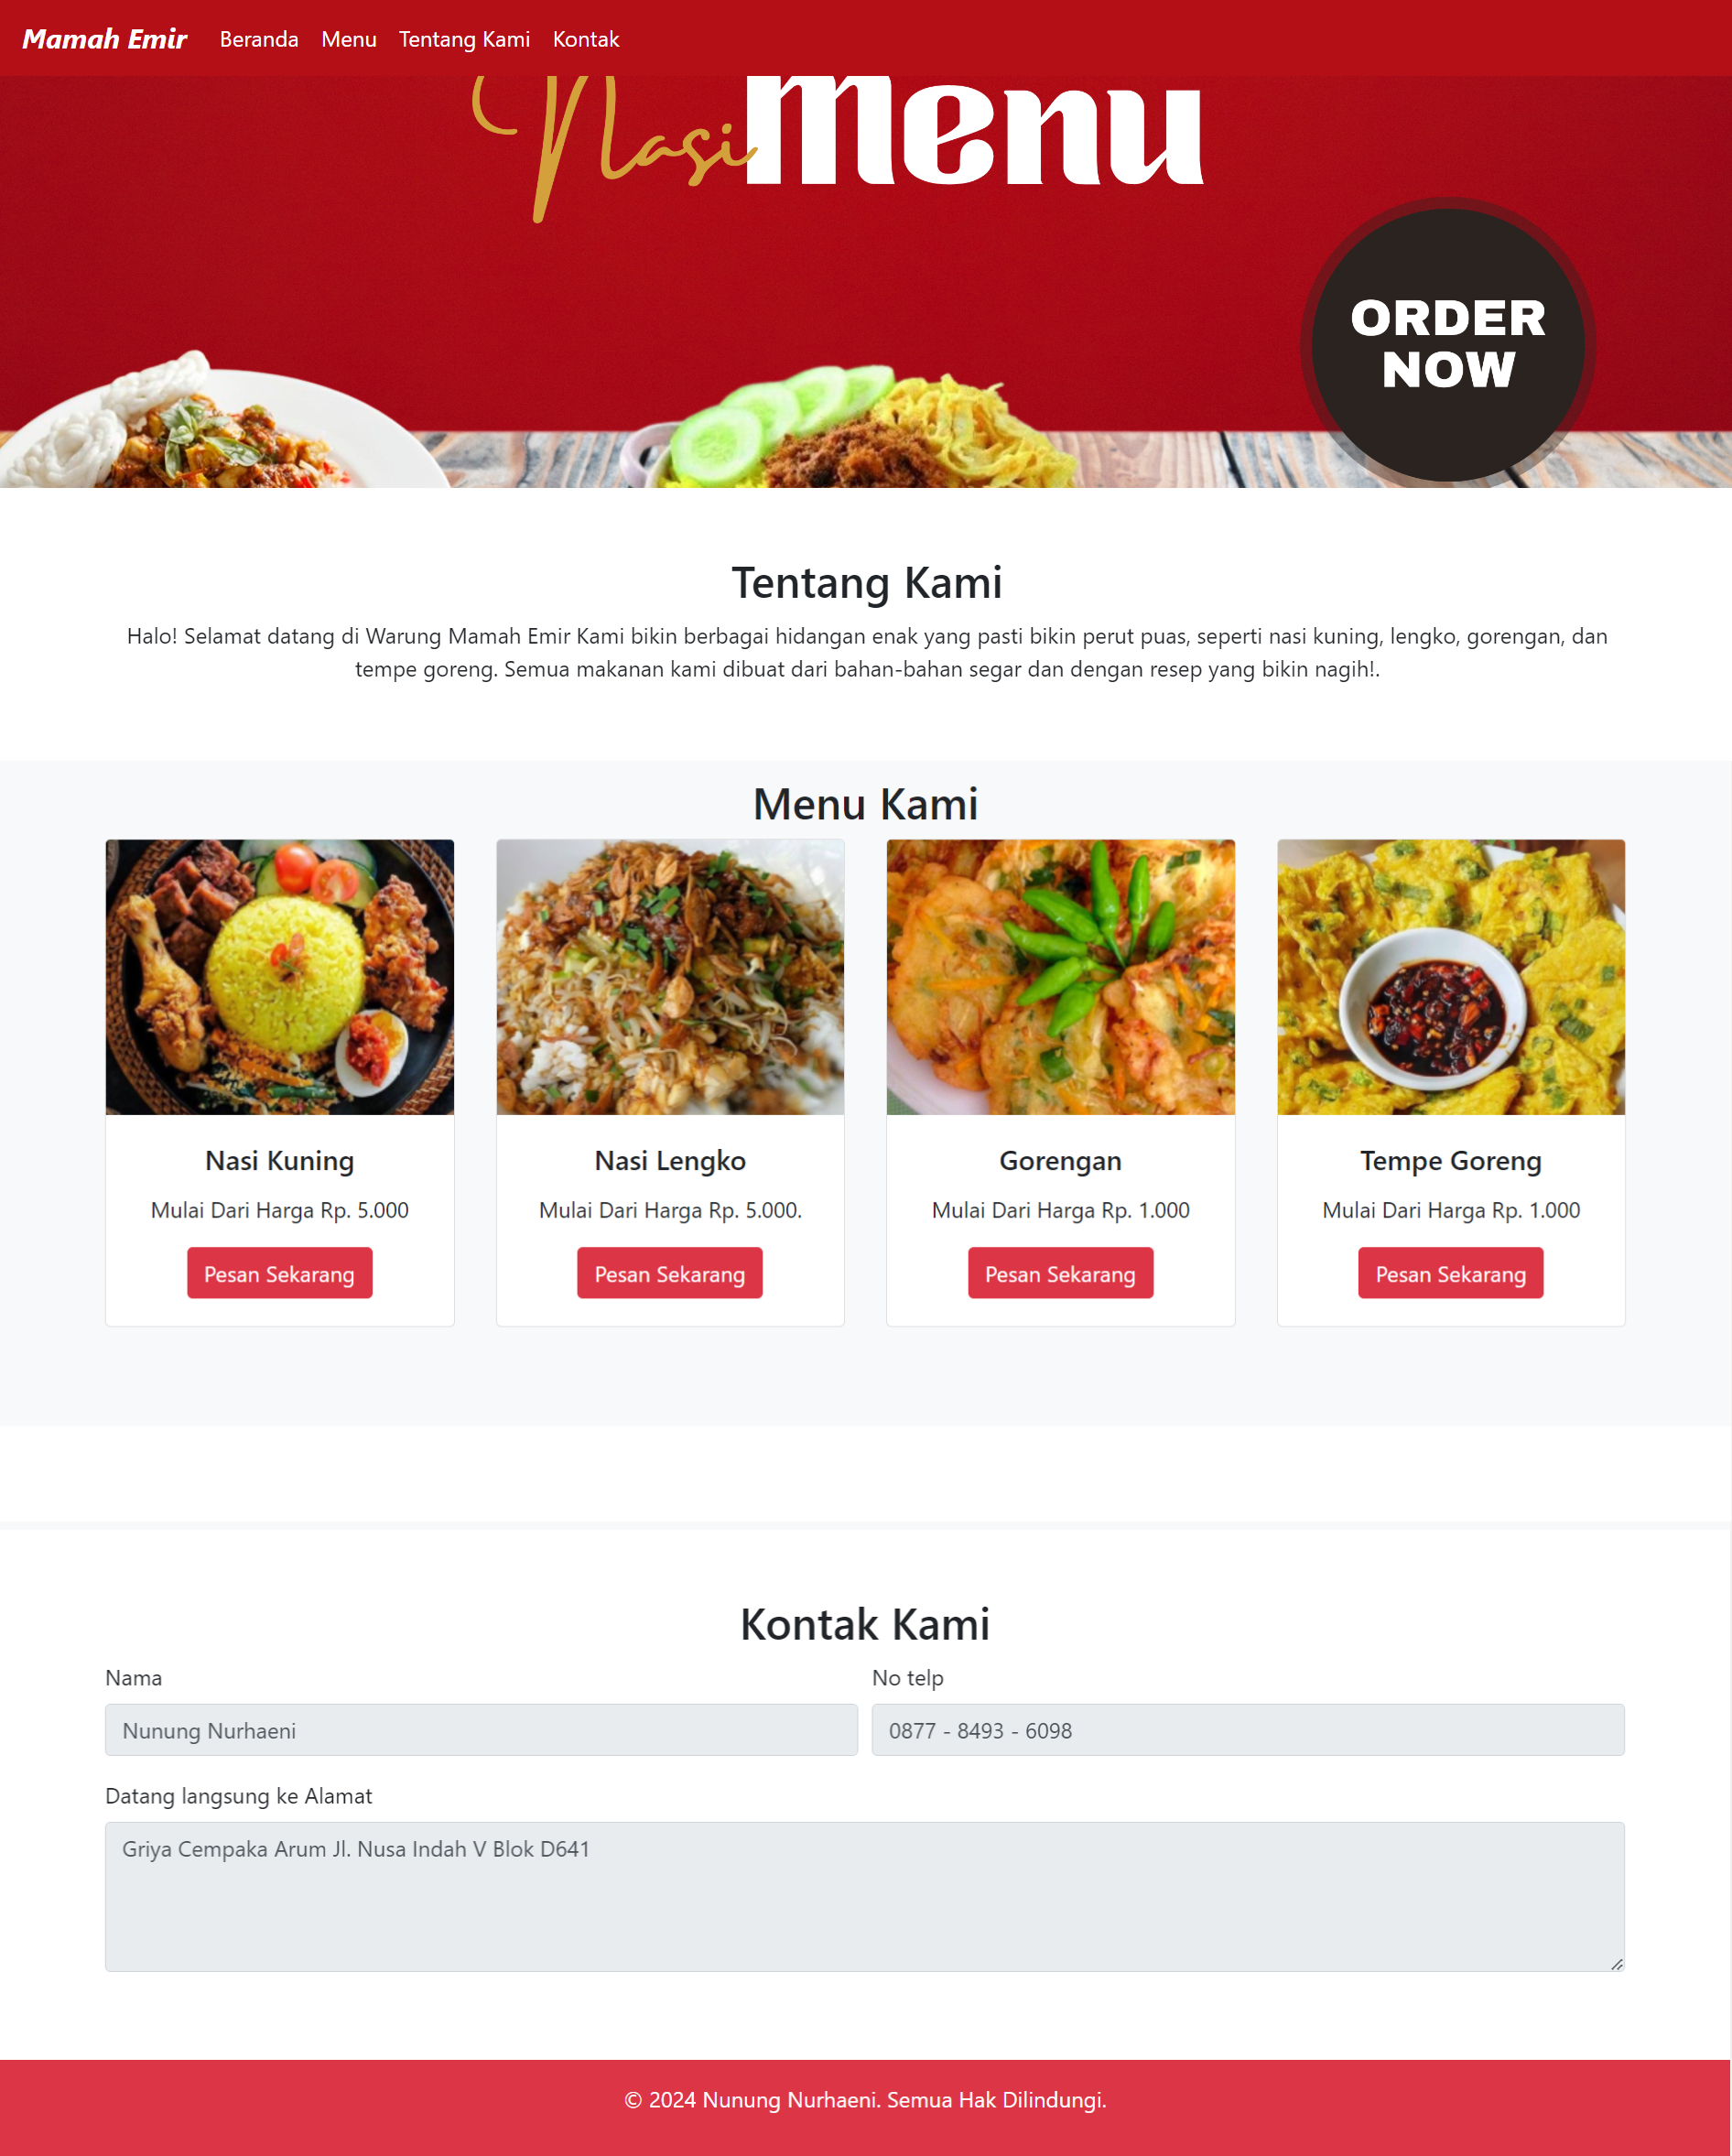 Mamah Emir Beranda Menu Tentang Kami Kontak
Nasi Menu
ORDER
NOW
Tentang Kami
Halo! Selamat datang di Warung Mamah Emir Kami bikin berbagai hidangan enak yang pasti bikin perut puas, seperti nasi kuning, lengko, gorengan, dan
tempe goreng. Semua makanan kami dibuat dari bahan-bahan segar dan dengan resep yang bikin nagih!.
Menu Kami
Nasi Kuning
Mulai Dari Harga Rp. 5.000
Pesan Sekarang
Nasi Lengko
Mulai Dari Harga Rp. 5.000.
Pesan Sekarang
Gorengan
Mulai Dari Harga Rp. 1.000
Pesan Sekarang
Tempe Goreng
Mulai Dari Harga Rp. 1.000
Pesan Sekarang
Kontak Kami
Nama
Nunung Nurhaeni
No telp
0877 - 8493 - 6098
Datang langsung ke Alamat
Griya Cempaka Arum Jl. Nusa Indah V Blok D641
© 2024 Nunung Nurhaeni. Semua Hak Dilindungi.